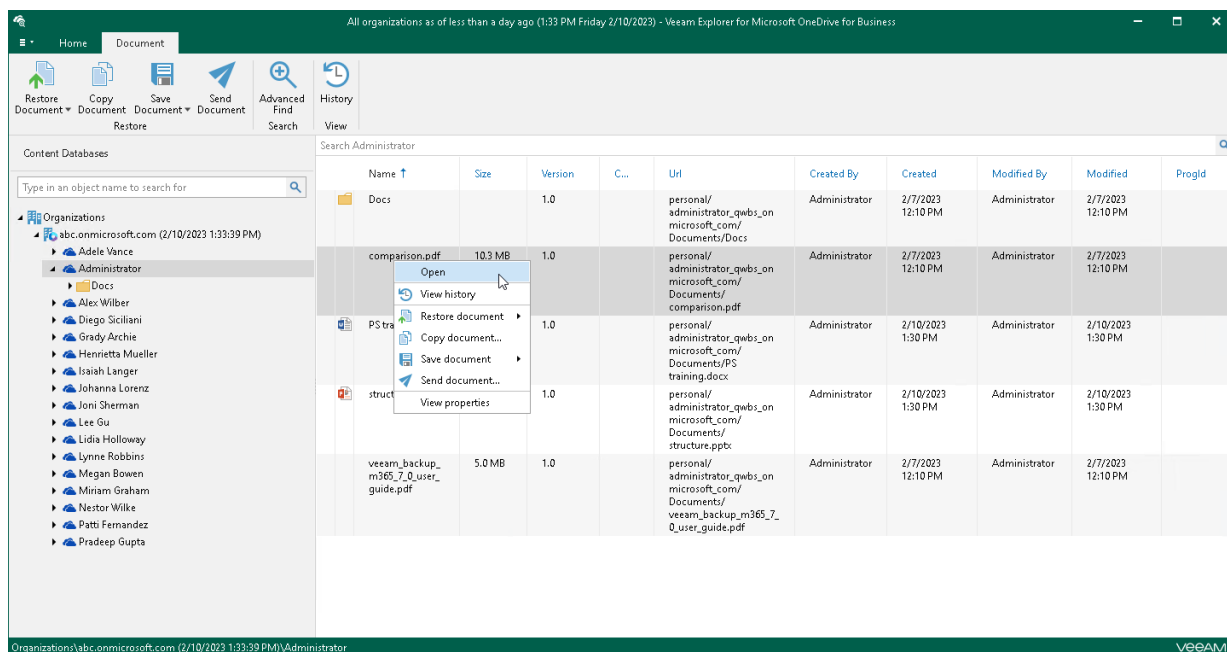 All organizations as of less than a day ago (1:33 PM Friday 2/10/2023) - Veeam Explorer for Microsoft OneDrive for Business
Home Document
Restore Document
Copy Document
Save Document
Send Document
Advanced Find
History
Restore
Search
View
Content Databases
Search Administrator
Type in an object name to search for
Organizations
abc.onmicrosoft.com (2/10/2023 1:33:39 PM)
Adele Vance
Administrator
Docs
Alex Wilber
Diego Siciliani
Grady Archie
Henrietta Mueller
Isaiah Langer
Johanna Lorenz
Joni Sherman
Lee Gu
Lidia Holloway
Lynne Robbins
Megan Bowen
Miriam Graham
Nestor Wilke
Patti Fernandez
Pradeep Gupta
Name Size Version C... Url Created By Created Modified By Modified ProgId
Docs 1.0 personal/ Administrator 2/7/2023 Administrator 2/7/2023
administrator_qwbs_on 12:10 PM 12:10 PM
microsoft_com/
Documents/Docs
comparison.pdf 10.3 MB 1.0 personal/ Administrator 2/7/2023 Administrator 2/7/2023
administrator_qwbs_on 12:10 PM 12:10 PM
microsoft_com/
Documents/
comparison.pdf
Open
View history
Restore document
Copy document...
Save document
Send document...
View properties
PS tra 1.0 personal/ Administrator 2/10/2023 Administrator 2/10/2023
administrator_qwbs_on 1:30 PM 1:30 PM
microsoft_com/
Documents/PS
training.docx
struct 1.0 personal/ Administrator 2/10/2023 Administrator 2/10/2023
administrator_qwbs_on 1:30 PM 1:30 PM
microsoft_com/
Documents/
structure.pptx
veeam_backup_ 5.0 MB 1.0 personal/ Administrator 2/7/2023 Administrator 2/7/2023
m365_7_0_user_ administrator_qwbs_on 12:10 PM 12:10 PM
guide.pdf microsoft_com/
Documents/
veeam_backup_m365_7_
0_user_guide.pdf
Organizations\abc.onmicrosoft.com (2/10/2023 1:33:39 PM)\Administrator
veeam